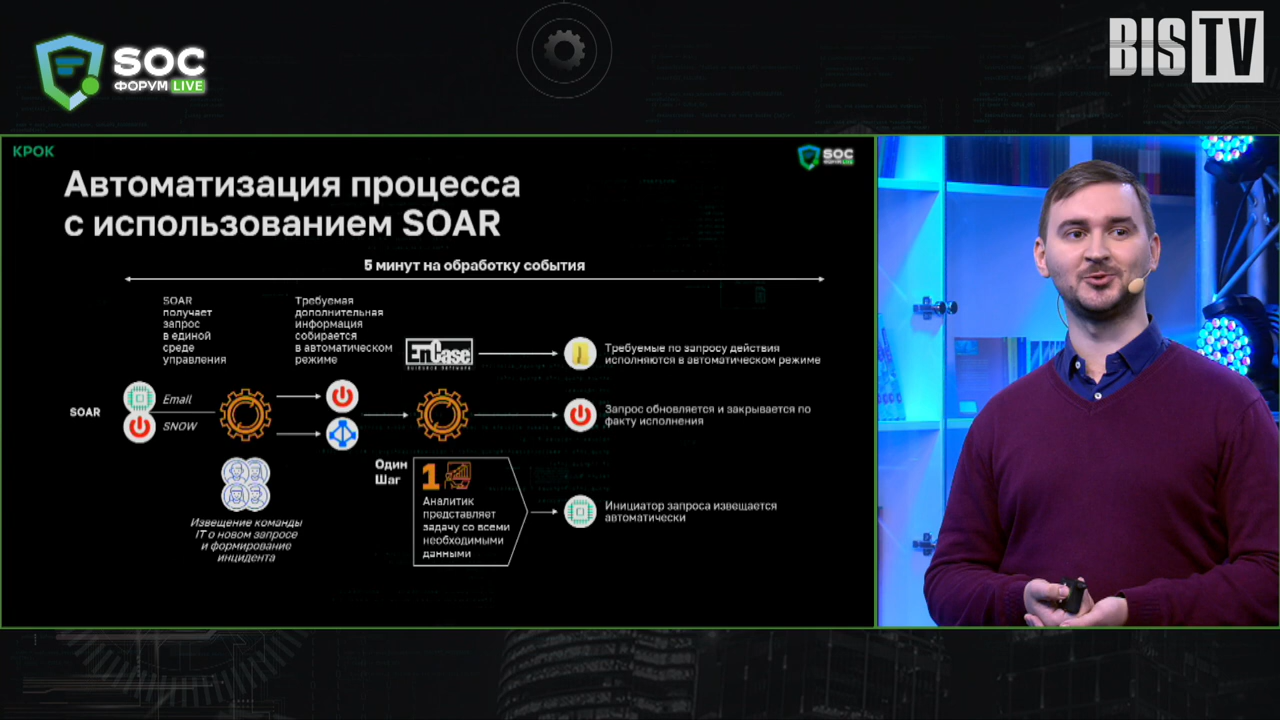 SOC
ФОРУМ LIVE
BIS TV
КРОК
SOC
ФОРУМ LIVE
Автоматизация процесса
с использованием SOAR
5 минут на обработку события
SOAR
получает
запрос
в единой
среде
управления
Требуемая
дополнительная
информация
собирается
в автоматическом
режиме
EnCase
Требуемые по запросу действия
исполняются в автоматическом режиме
SOAR
Email
SNOW
Запрос обновляется и закрывается по
факту исполнения
Извещение команды
IT о новом запросе
и формирование
инцидента
Один
Шаг
1
Аналитик
представляет
задачу со всеми
необходимыми
данными
Инициатор запроса извещается
автоматически